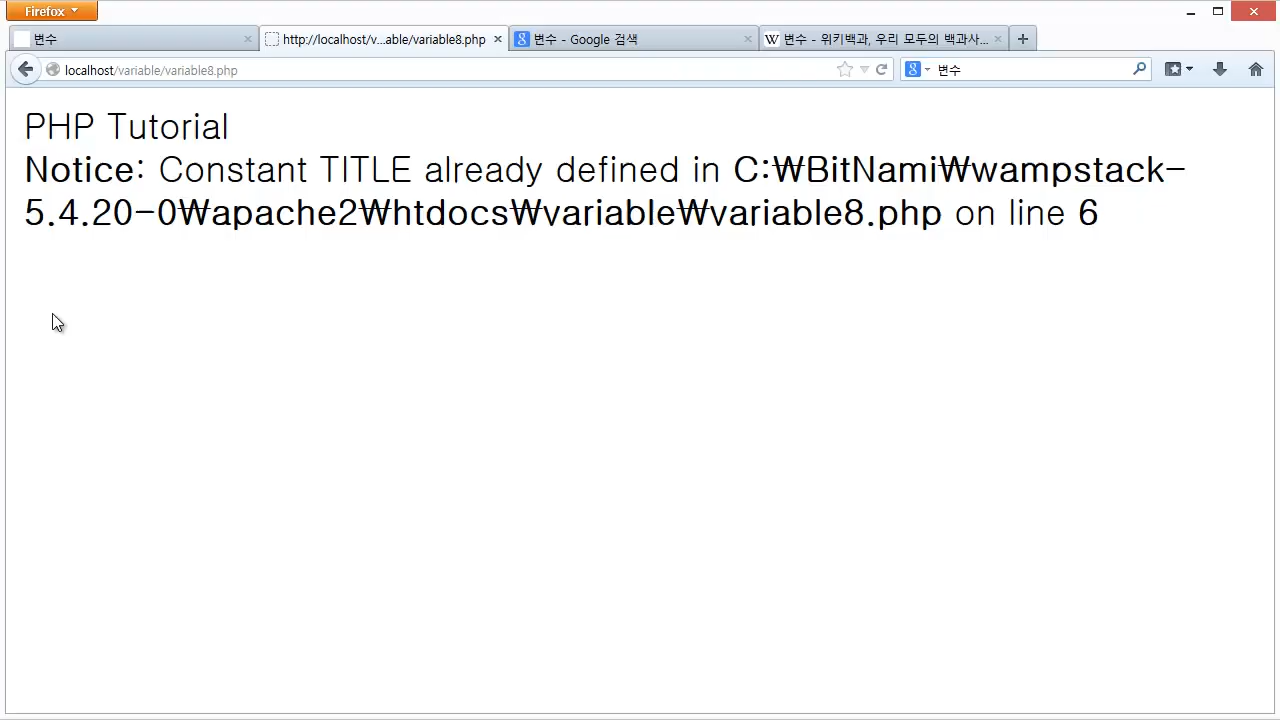 Firefox
변수
http://localhost/v...able/variable8.php
변수 - Google 검색
변수 - 위키백과, 우리 모두의 백과사...
localhost/variable/variable8.php
변수
PHP Tutorial
Notice: Constant TITLE already defined in C:₩BitNami₩wampstack-
5.4.20-0₩apache2₩htdocs₩variable₩variable8.php on line 6